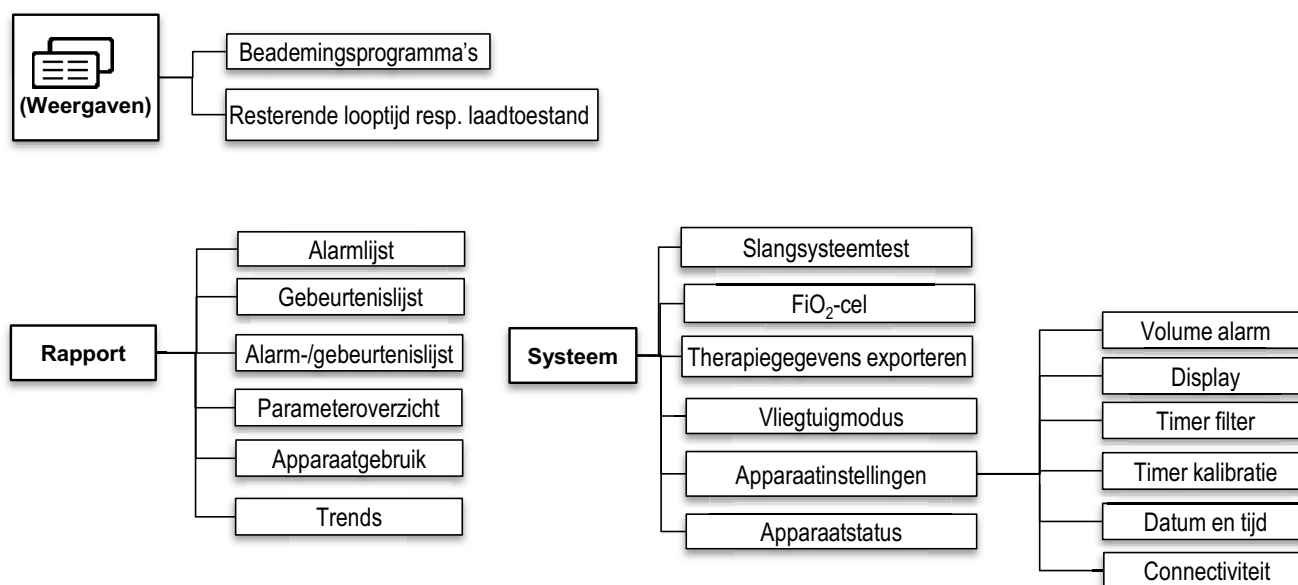 (Weergaven)
Beademingsprogramma's
Resterende looptijd resp. laadtoestand
Rapport
Alarmlijst
Gebeurtenislijst
Alarm-/gebeurtenislijst
Parameteroverzicht
Apparaatgebruik
Trends
Systeem
Slangsysteemtest
FiO₂-cel
Therapiegegevens exporteren
Vliegtuigmodus
Apparaatinstellingen
Apparaatstatus
Volume alarm
Display
Timer filter
Timer kalibratie
Datum en tijd
Connectiviteit